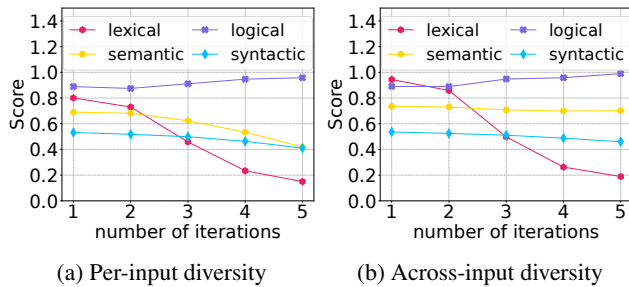 lexical logical
semantic syntactic
1.4
1.2
1.0
0.8
0.6
0.4
0.2
0.0
Score
1 2 3 4 5
number of iterations
(a) Per-input diversity
lexical logical
semantic syntactic
1.4
1.2
1.0
0.8
0.6
0.4
0.2
0.0
Score
1 2 3 4 5
number of iterations
(b) Across-input diversity